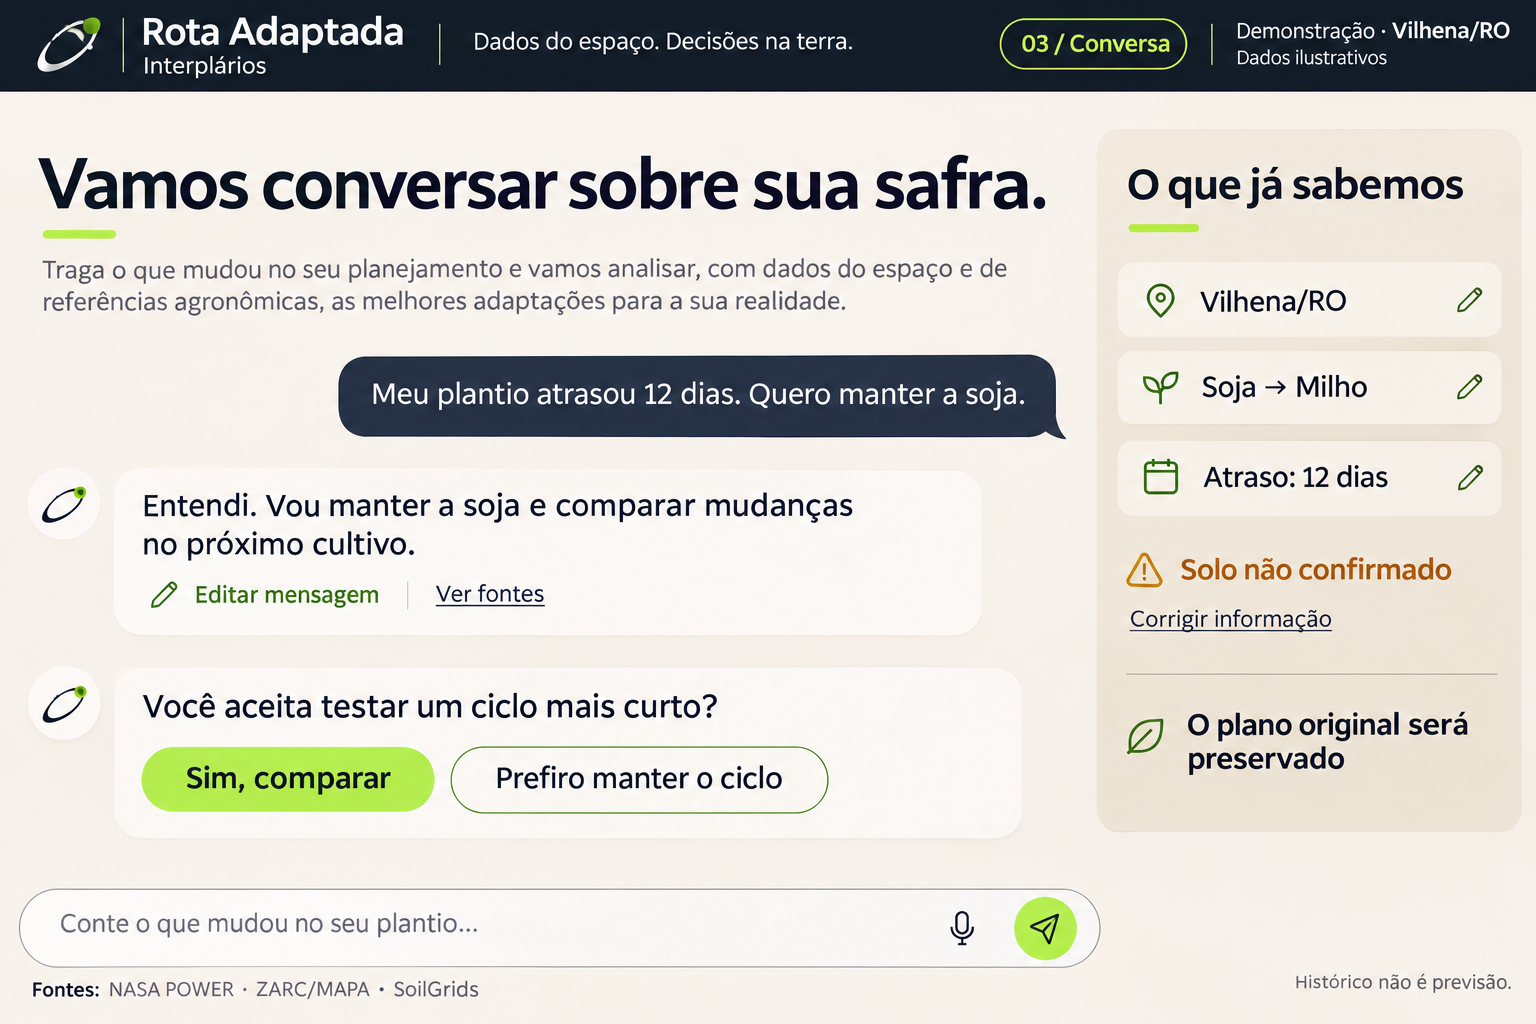 Rota Adaptada
Interplários
Dados do espaço. Decisões na terra.
03 / Conversa
Demonstração · Vilhena/RO
Dados ilustrativos
Vamos conversar sobre sua safra.
Traga o que mudou no seu planejamento e vamos analisar, com dados do espaço e de
referências agronômicas, as melhores adaptações para a sua realidade.
Meu plantio atrasou 12 dias. Quero manter a soja.
Entendi. Vou manter a soja e comparar mudanças
no próximo cultivo.
Editar mensagem
Ver fontes
Você aceita testar um ciclo mais curto?
Sim, comparar
Prefiro manter o ciclo
Conte o que mudou no seu plantio...
Fontes: NASA POWER · ZARC/MAPA • SoilGrids
O que já sabemos
Vilhena/RO
Soja → Milho
Atraso: 12 dias
Solo não confirmado
Corrigir informação
O plano original será
preservado
Histórico não é previsão.